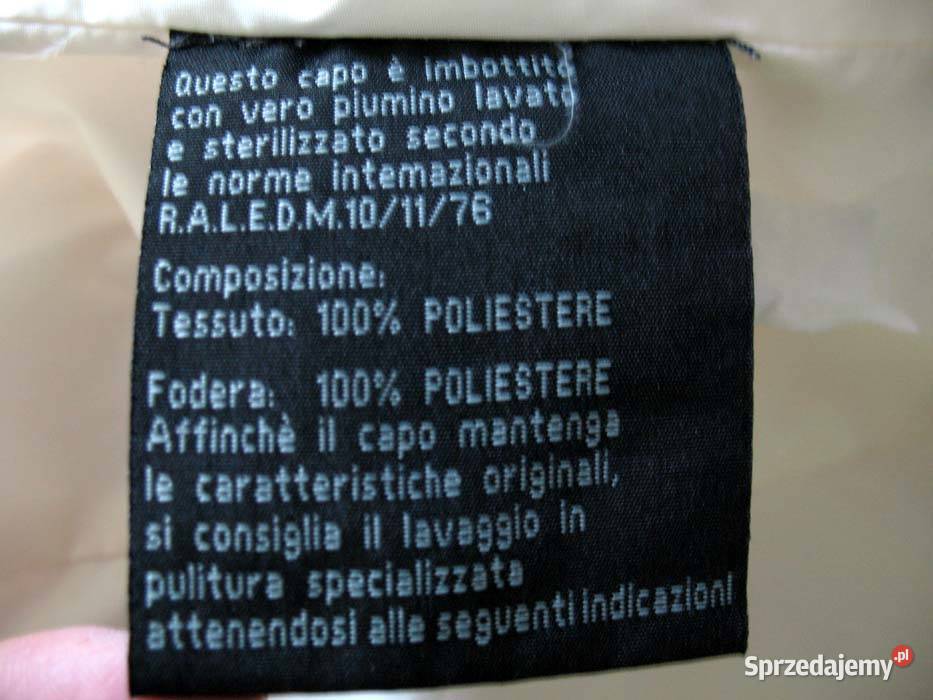 Questo capo è imbottito
con vero piumino lavato
e sterilizzato secondo
le norme intemazionali
R.A.L.E.D.M.10/11/76
Composizione:
Tessuto: 100% POLIESTERE
Fodera: 100% POLIESTERE
Affinchè il capo mantenga
le caratteristiche originali,
si consiglia il lavaggio in
pulitura specializzata
attenendosi alle seguenti indicazioni
Sprzedajemy.pl